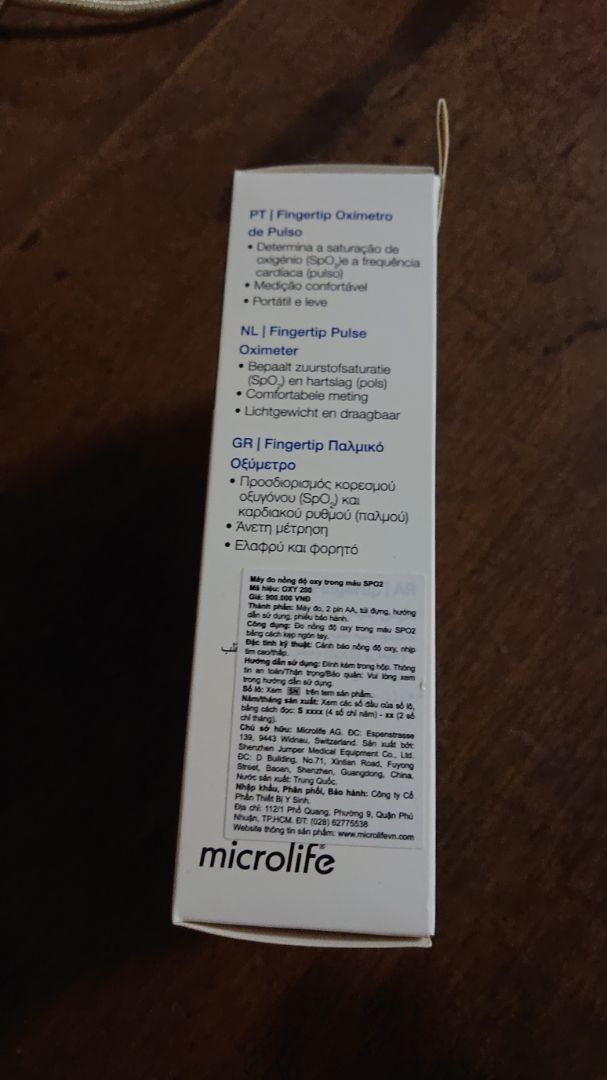 PT | Fingertip Oxímetro
de Pulso
• Determina a saturação de
oxigénio (SpO₂)e a frequência
cardíaca (pulso)
• Medição confortável
• Portátil e leve
NL | Fingertip Pulse
Oximeter
• Bepaalt zuurstofsaturatie
(SpO₂) en hartslag (pols)
• Comfortabele meting
• Lichtgewicht en draagbaar
GR | Fingertip Παλμικό
Οξύμετρο
• Προσδιορισμός κορεσμού
οξυγόνου (SpO₂) και
καρδιακού ρυθμού (παλμού)
• Άνετη μέτρηση
• Ελαφρύ και φορητό
Máy đo nồng độ oxy trong máu SPO2
Mã hiệu: OXY 200
Giá: 900.000 VNĐ
Thành phần: Máy đo, 2 pin AA, túi đựng, hướng
dẫn sử dụng, phiếu bảo hành.
Công dụng: Đo nồng độ oxy trong máu SPO2
bằng cách kẹp ngón tay.
Đặc tính kỹ thuật: Cảnh báo nồng độ oxy, nhịp
tim cao/thấp.
Hướng dẫn sử dụng: Đính kèm trong hộp. Thông
tin an toàn/Thận trọng/Bảo quản: Vui lòng xem
trong hướng dẫn sử dụng.
Số lô: Xem SN trên tem sản phẩm.
Năm/tháng sản xuất: Xem các số đầu của số lô,
bằng cách đọc: S xxxx (4 số chỉ năm) - xx (2 số
chỉ tháng).
Chủ sở hữu: Microlife AG. ĐC: Espenstrasse
139, 9443 Widnau, Switzerland. Sản xuất bởi:
Shenzhen Jumper Medical Equipment Co., Ltd.
ĐC: D Building, No.71, Xintian Road, Fuyong
Street, Baoan, Shenzhen, Guangdong, China.
Nước sản xuất: Trung Quốc.
Nhập khẩu, Phân phối, Bảo hành: Công ty Cổ
Phần Thiết Bị Y Sinh.
Địa chỉ: 112/1 Phổ Quang, Phường 9, Quận Phú
Nhuận, TP.HCM. ĐT: (028) 62775538
Website thông tin sản phẩm: www.microlifevn.com
microlife®